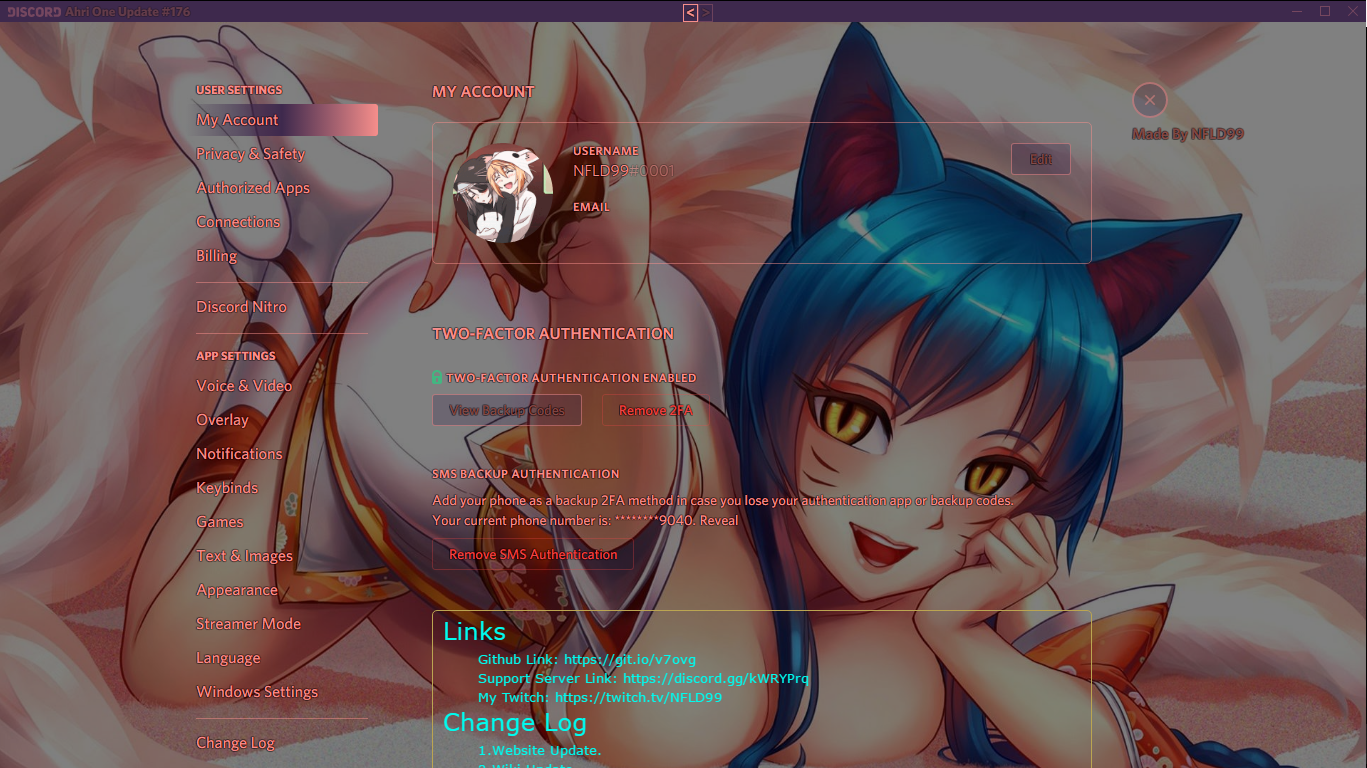 DISCORD Ahri One Update #176
< >
USER SETTINGS
My Account
Privacy & Safety
Authorized Apps
Connections
Billing
Discord Nitro
APP SETTINGS
Voice & Video
Overlay
Notifications
Keybinds
Games
Text & Images
Appearance
Streamer Mode
Language
Windows Settings
Change Log
MY ACCOUNT
USERNAME
NFLD99#0001
EMAIL
Edit
Made By NFLD99
TWO-FACTOR AUTHENTICATION
TWO-FACTOR AUTHENTICATION ENABLED
View Backup Codes
Remove 2FA
SMS BACKUP AUTHENTICATION
Add your phone as a backup 2FA method in case you lose your authentication app or backup codes.
Your current phone number is: ********9040. Reveal
Remove SMS Authentication
Links
Github Link: https://git.io/v7ovg
Support Server Link: https://discord.gg/kWRYPrq
My Twitch: https://twitch.tv/NFLD99
Change Log
1.Website Update.
2.Wiki Update.